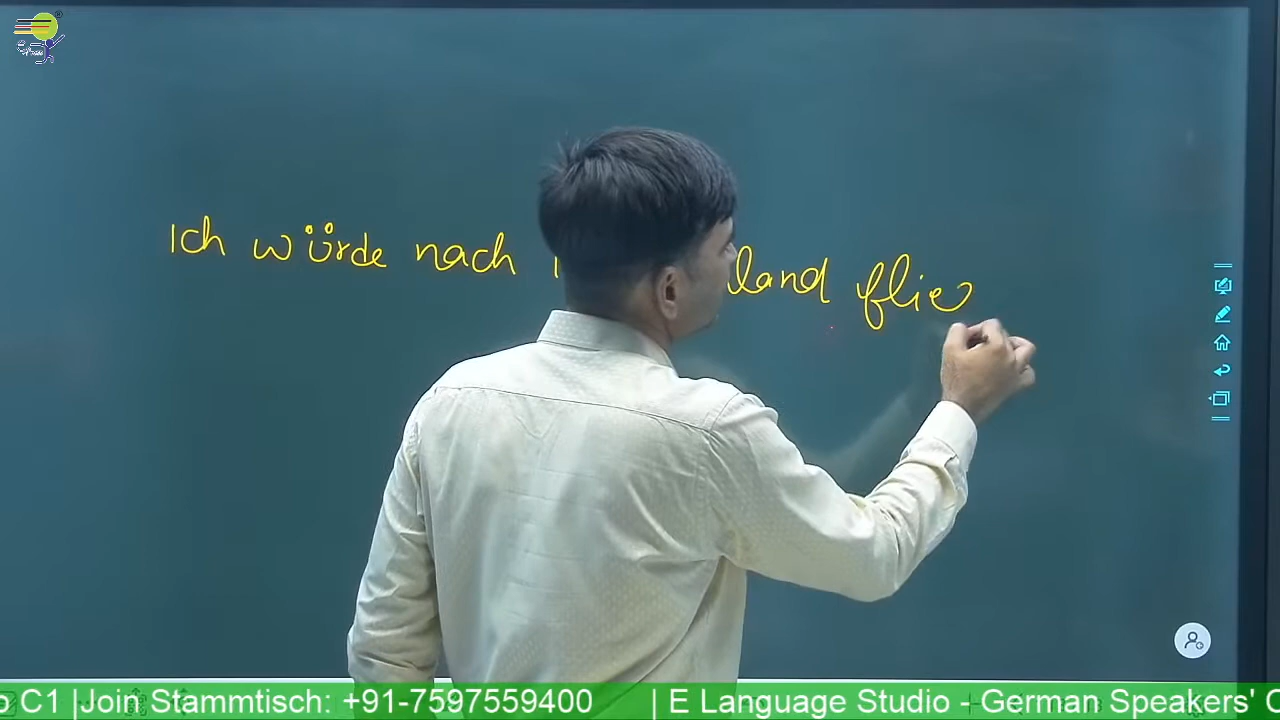 Ich würde nach land flie
o C1 |Join Stammtisch: +91-7597559400 | E Language Studio - German Speakers' C